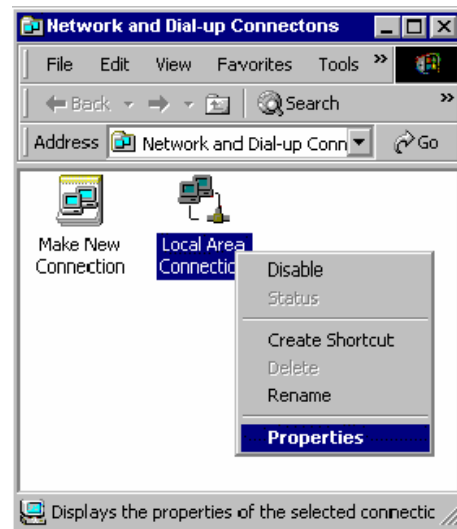 Network and Dial-up Connectons
File Edit View Favorites Tools »
Back Search »
Address Network and Dial-up Conn Go
Make New
Connection
Local Area
Connectio
Disable
Status
Create Shortcut
Delete
Rename
Properties
Displays the properties of the selected connectic